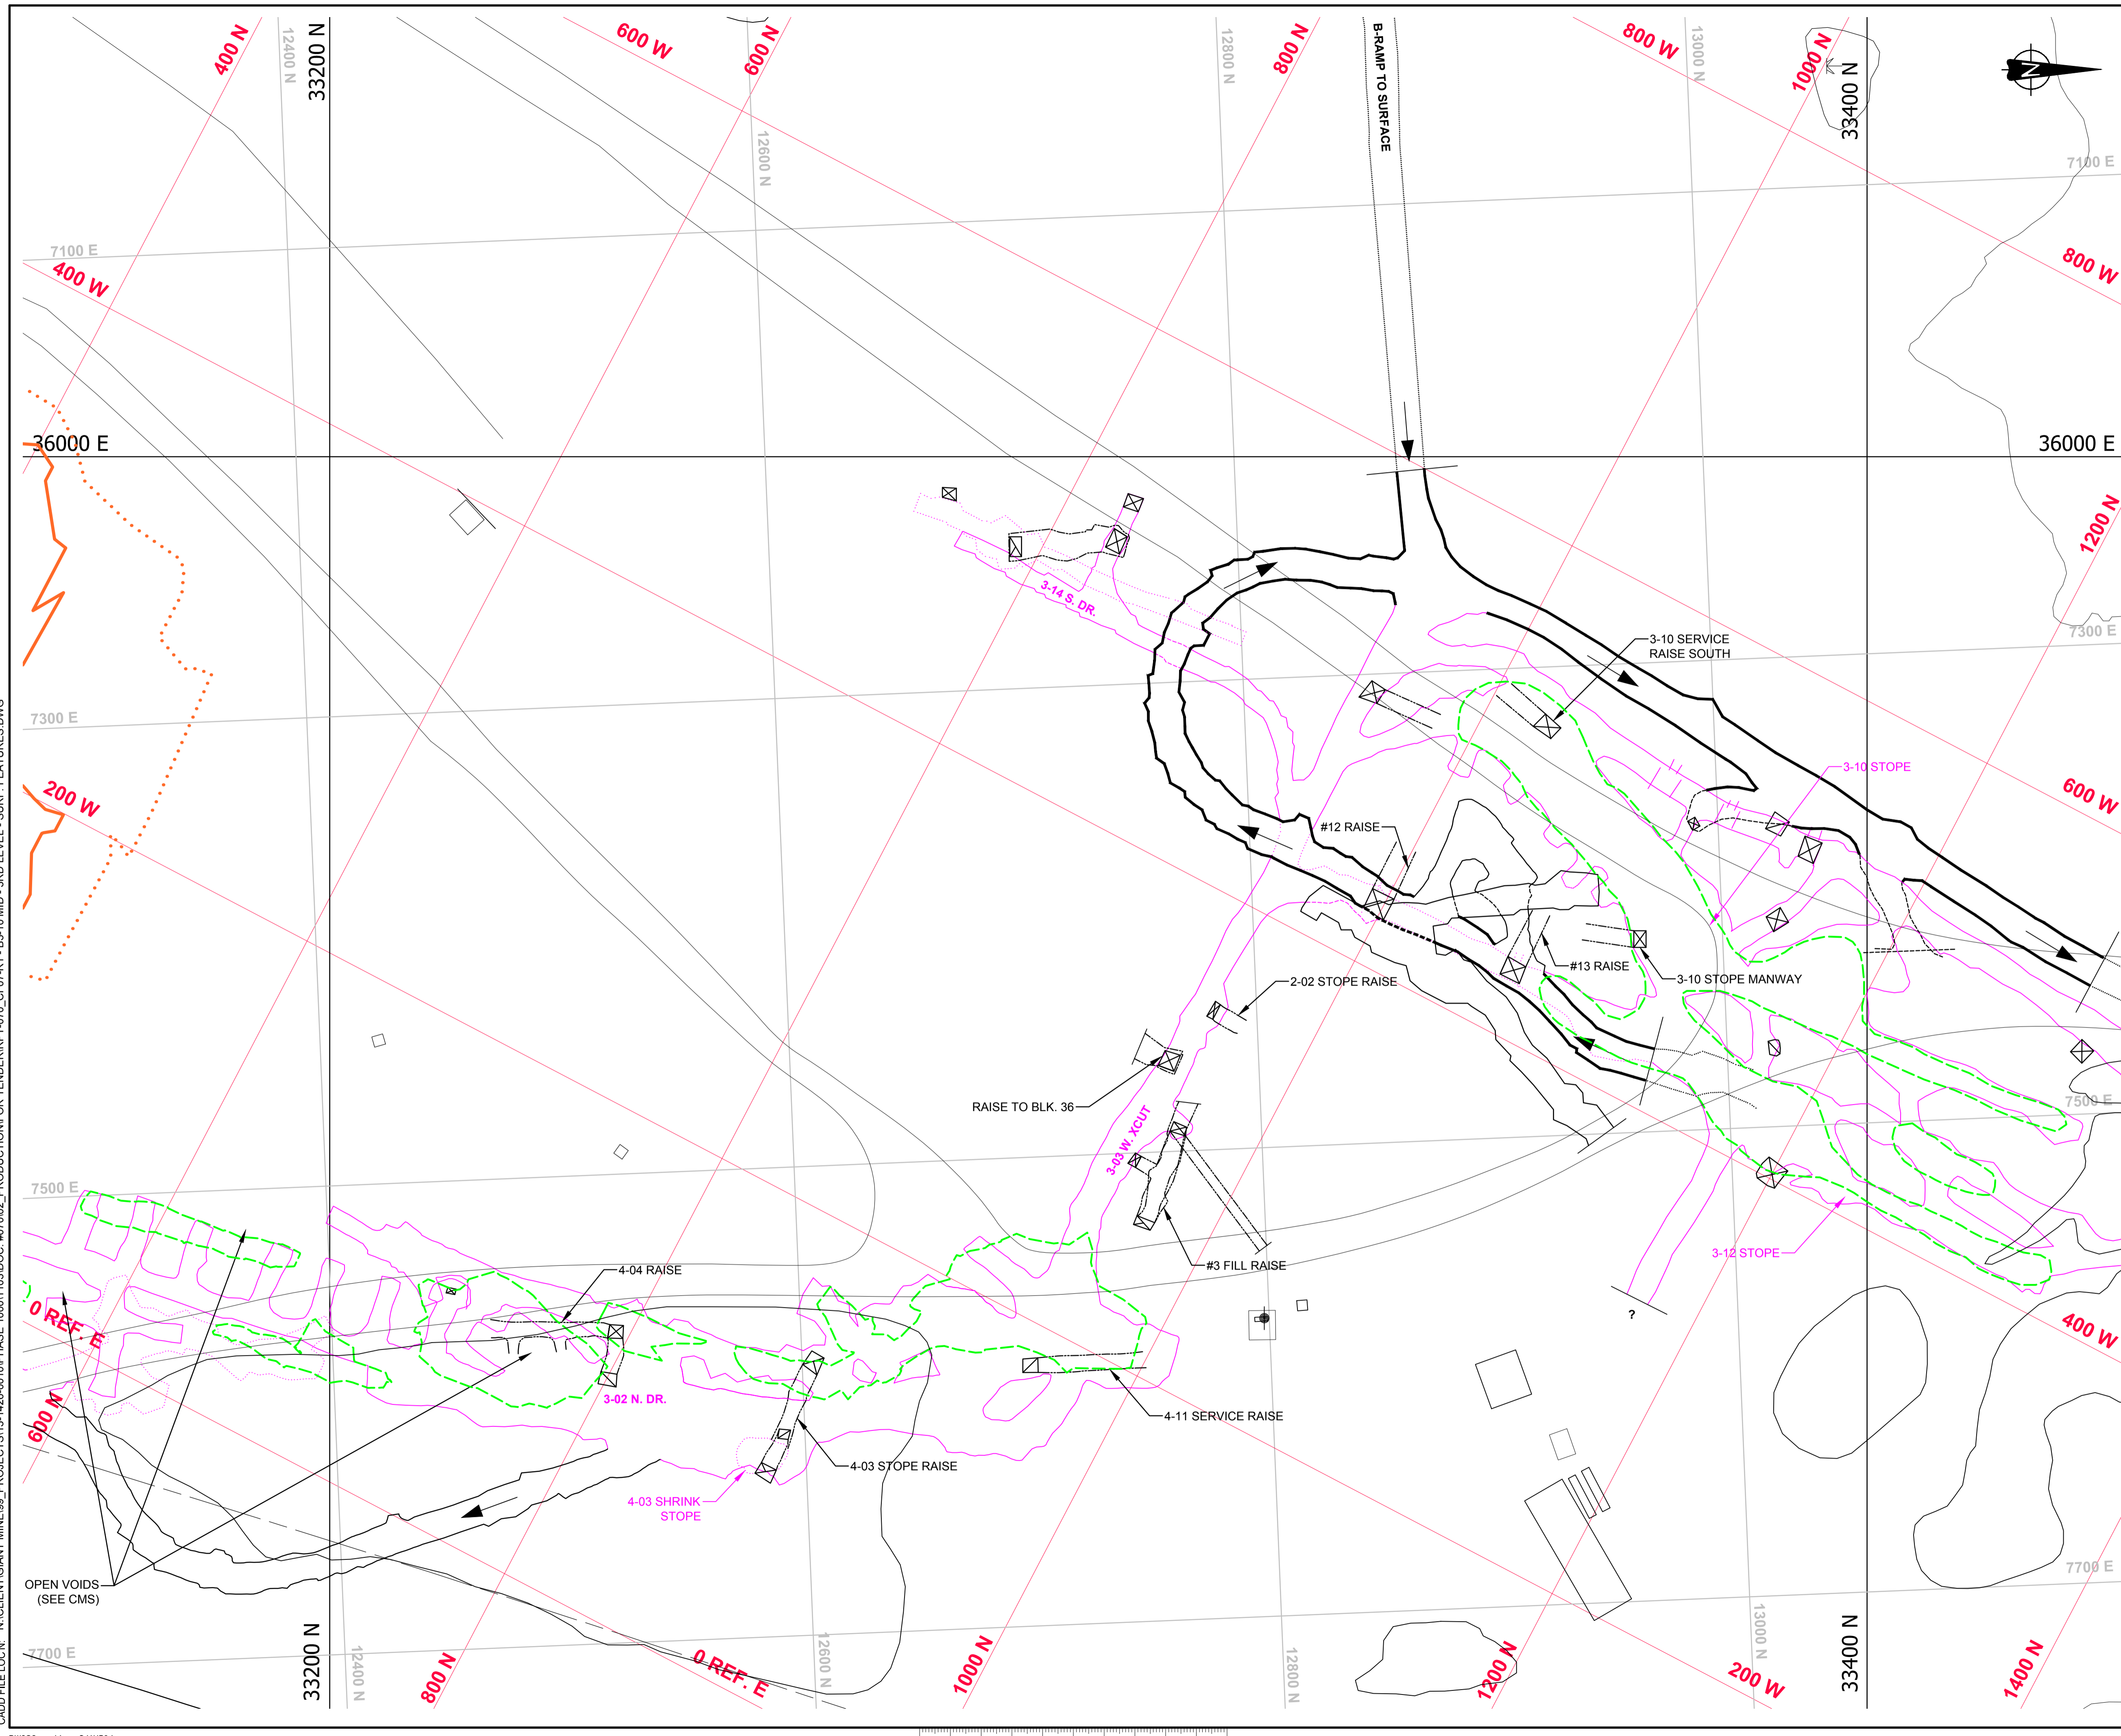 400 N
12400 N
33200 N
600 W
600 N
12800 N
800 N
B-RAMP TO SURFACE
800 W
13000 N
1000 N
33400 N
N
12600 N
7100 E
7100 E
400 W
800 W
36000 E
36000 E
1200 N
3-14 S. DR.
3-10 SERVICE
RAISE SOUTH
7300 E
7300 E
3-10 STOPE
200 W
600 W
#12 RAISE
#13 RAISE
3-10 STOPE MANWAY
2-02 STOPE RAISE
RAISE TO BLK. 36
7500 E
3-03 W. XCUT
7500 E
3-12 STOPE
#3 FILL RAISE
4-04 RAISE
0 REF. E
?
400 W
3-02 N. DR.
600 N
4-11 SERVICE RAISE
4-03 STOPE RAISE
4-03 SHRINK
STOPE
OPEN VOIDS
(SEE CMS)
7700 E
7700 E
33200 N
12400 N
800 N
0 REF. E
12600 N
1000 N
12800 N
1200 N
200 W
13000 N
33400 N
1400 N